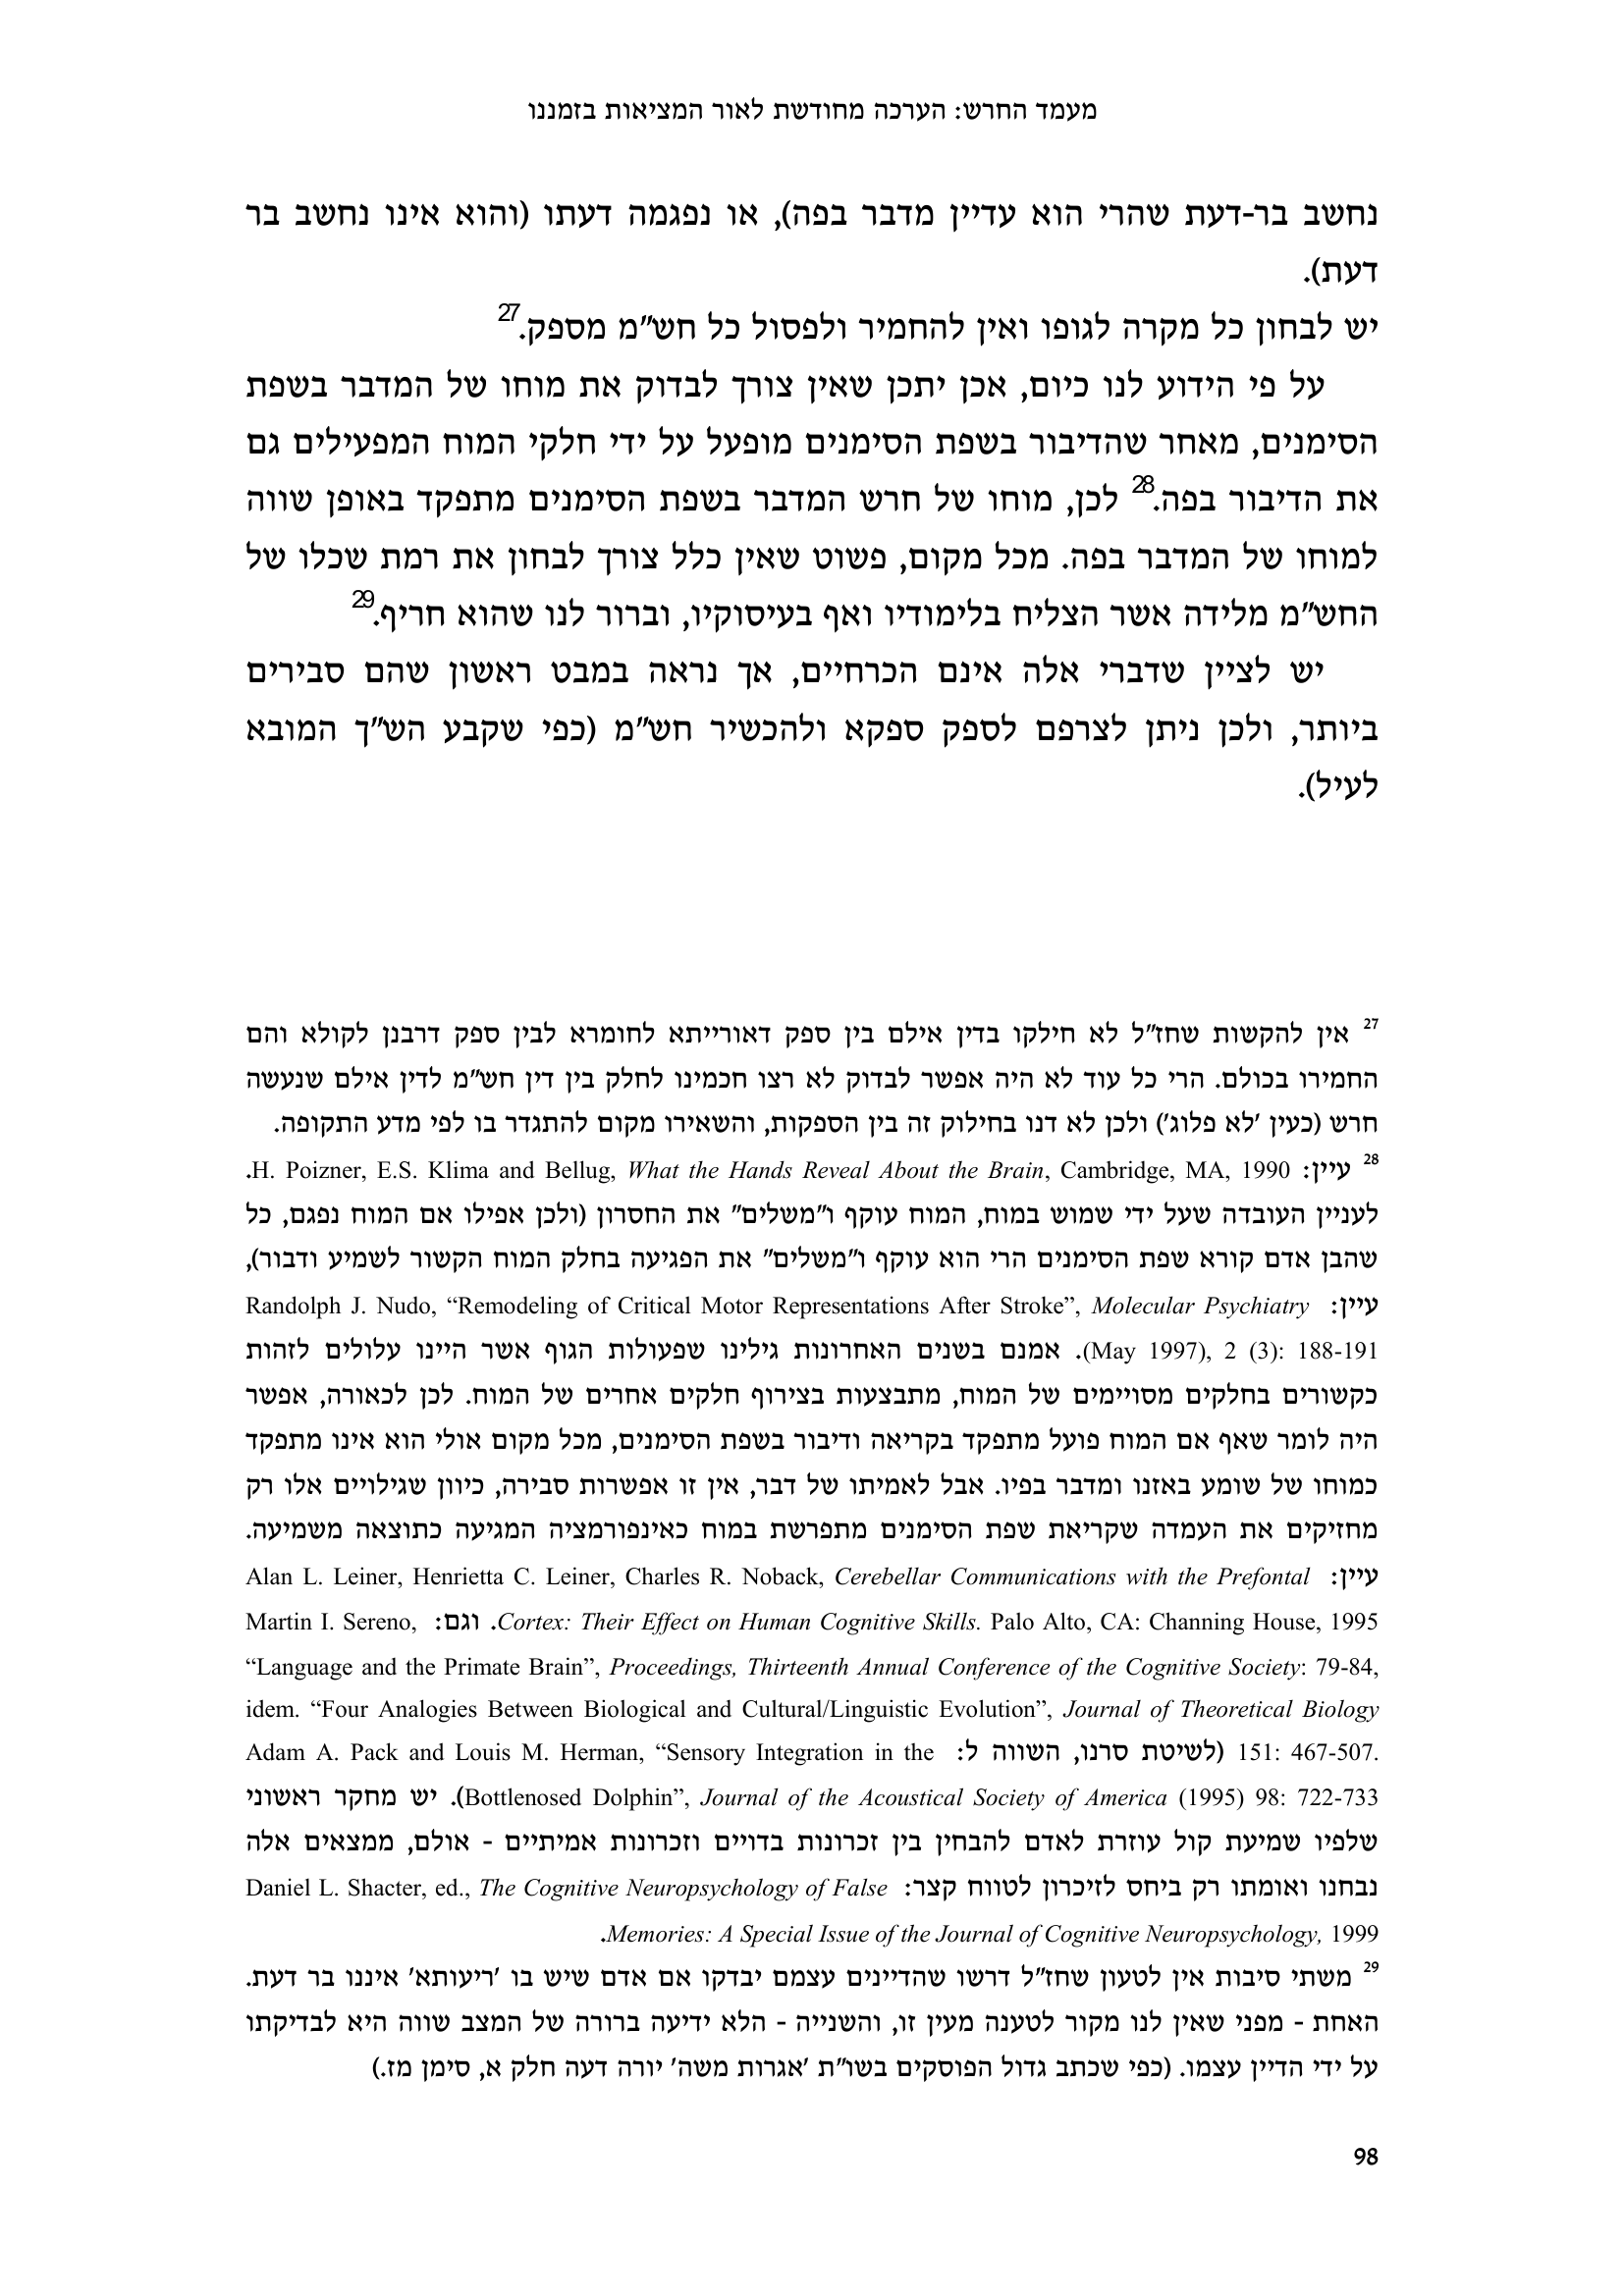 מעמד החרש: הערכה מחודשת לאור המציאות בזמננו
נחשב בר-דעת שהרי הוא עדיין מדבר בפה), או נפגמה דעתו (והוא אינו נחשב בר
דעת).
יש לבחון כל מקרה לגופו ואין להחמיר ולפסול כל חש"מ מספק.27
על פי הידוע לנו כיום, אכן יתכן שאין צורך לבדוק את מוחו של המדבר בשפת
הסימנים, מאחר שהדיבור בשפת הסימנים מופעל על ידי חלקי המוח המפעילים גם
את הדיבור בפה.28 לכן, מוחו של חרש המדבר בשפת הסימנים מתפקד באופן שווה
למוחו של המדבר בפה. מכל מקום, פשוט שאין כלל צורך לבחון את רמת שכלו של
החש"מ מלידה אשר הצליח בלימודיו ואף בעיסוקיו, וברור לנו שהוא חריף.29
יש לציין שדברי אלה אינם הכרחיים, אך נראה במבט ראשון שהם סבירים
ביותר, ולכן ניתן לצרפם לספק ספקא ולהכשיר חש"מ (כפי שקבע הש"ך המובא
לעיל).
27 אין להקשות שחז"ל לא חילקו בדין אילם בין ספק דאורייתא לחומרא לבין ספק דרבנן לקולא והם
החמירו בכולם. הרי כל עוד לא היה אפשר לבדוק לא רצו חכמינו לחלק בין דין חש"מ לדין אילם שנעשה
חרש (כעין 'לא פלוג') ולכן לא דנו בחילוק זה בין הספקות, והשאירו מקום להתגדר בו לפי מדע התקופה.
28 עיין: H. Poizner, E.S. Klima and Bellug, What the Hands Reveal About the Brain, Cambridge, MA, 1990.
לעניין העובדה שעל ידי שמוש במוח, המוח עוקף ו"משלים" את החסרון (ולכן אפילו אם המוח נפגם, כל
שהבן אדם קורא שפת הסימנים הרי הוא עוקף ו"משלים" את הפגיעה בחלק המוח הקשור לשמיע ודבור),
עיין: Randolph J. Nudo, “Remodeling of Critical Motor Representations After Stroke”, Molecular Psychiatry
(May 1997), 2 (3): 188-191. אמנם בשנים האחרונות גילינו שפעולות הגוף אשר היינו עלולים לזהות
כקשורים בחלקים מסויימים של המוח, מתבצעות בצירוף חלקים אחרים של המוח. לכן לכאורה, אפשר
היה לומר שאף אם המוח פועל מתפקד בקריאה ודיבור בשפת הסימנים, מכל מקום אולי הוא אינו מתפקד
כמוחו של שומע באזנו ומדבר בפיו. אבל לאמיתו של דבר, אין זו אפשרות סבירה, כיוון שגילויים אלו רק
מחזיקים את העמדה שקריאת שפת הסימנים מתפרשת במוח כאינפורמציה המגיעה כתוצאה משמיעה.
עיין: Alan L. Leiner, Henrietta C. Leiner, Charles R. Noback, Cerebellar Communications with the Prefontal
Cortex: Their Effect on Human Cognitive Skills. Palo Alto, CA: Channing House, 1995. וגם: Martin I. Sereno,
“Language and the Primate Brain”, Proceedings, Thirteenth Annual Conference of the Cognitive Society: 79-84,
idem. “Four Analogies Between Biological and Cultural/Linguistic Evolution”, Journal of Theoretical Biology
151: 467-507. (לשיטת סרנו, השווה ל: Adam A. Pack and Louis M. Herman, “Sensory Integration in the
Bottlenosed Dolphin”, Journal of the Acoustical Society of America (1995) 98: 722-733). יש מחקר ראשוני
שלפיו שמיעת קול עוזרת לאדם להבחין בין זכרונות בדויים וזכרונות אמיתיים - אולם, ממצאים אלה
נבחנו ואומתו רק ביחס לזיכרון לטווח קצר: Daniel L. Shacter, ed., The Cognitive Neuropsychology of False
Memories: A Special Issue of the Journal of Cognitive Neuropsychology, 1999.
29 משתי סיבות אין לטעון שחז"ל דרשו שהדיינים עצמם יבדקו אם אדם שיש בו 'ריעותא' איננו בר דעת.
האחת - מפני שאין לנו מקור לטענה מעין זו, והשנייה - הלא ידיעה ברורה של המצב שווה היא לבדיקתו
על ידי הדיין עצמו. (כפי שכתב גדול הפוסקים בשו"ת 'אגרות משה' יורה דעה חלק א, סימן מז.)
98